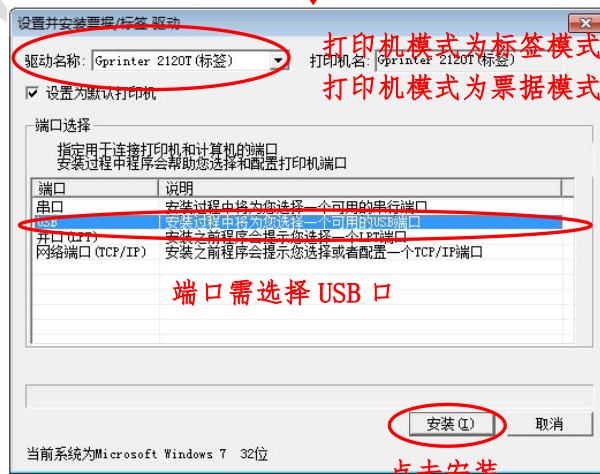 设置并安装票据/标签 驱动
打印机模式为标签模式
驱动名称: Gprinter 2120T(标签) 打印机名: Gprinter 2120T(标签)
打印机模式为票据模式
设置为默认打印机
端口选择
指定用于连接打印机和计算机的端口
安装过程中程序会帮助您选择和配置打印机端口
端口 说明
串口 安装过程中将为您选择一个可用的串行端口
USB 安装过程中将为您选择一个可用的USB端口
并口(LPT) 安装之前程序会提示您选择一个LPT端口
网络端口(TCP/IP) 安装之前程序会提示您选择或者配置一个TCP/IP端口
端口需选择 USB 口
安装(I) 取消
当前系统为Microsoft Windows 7 32位
点击安装